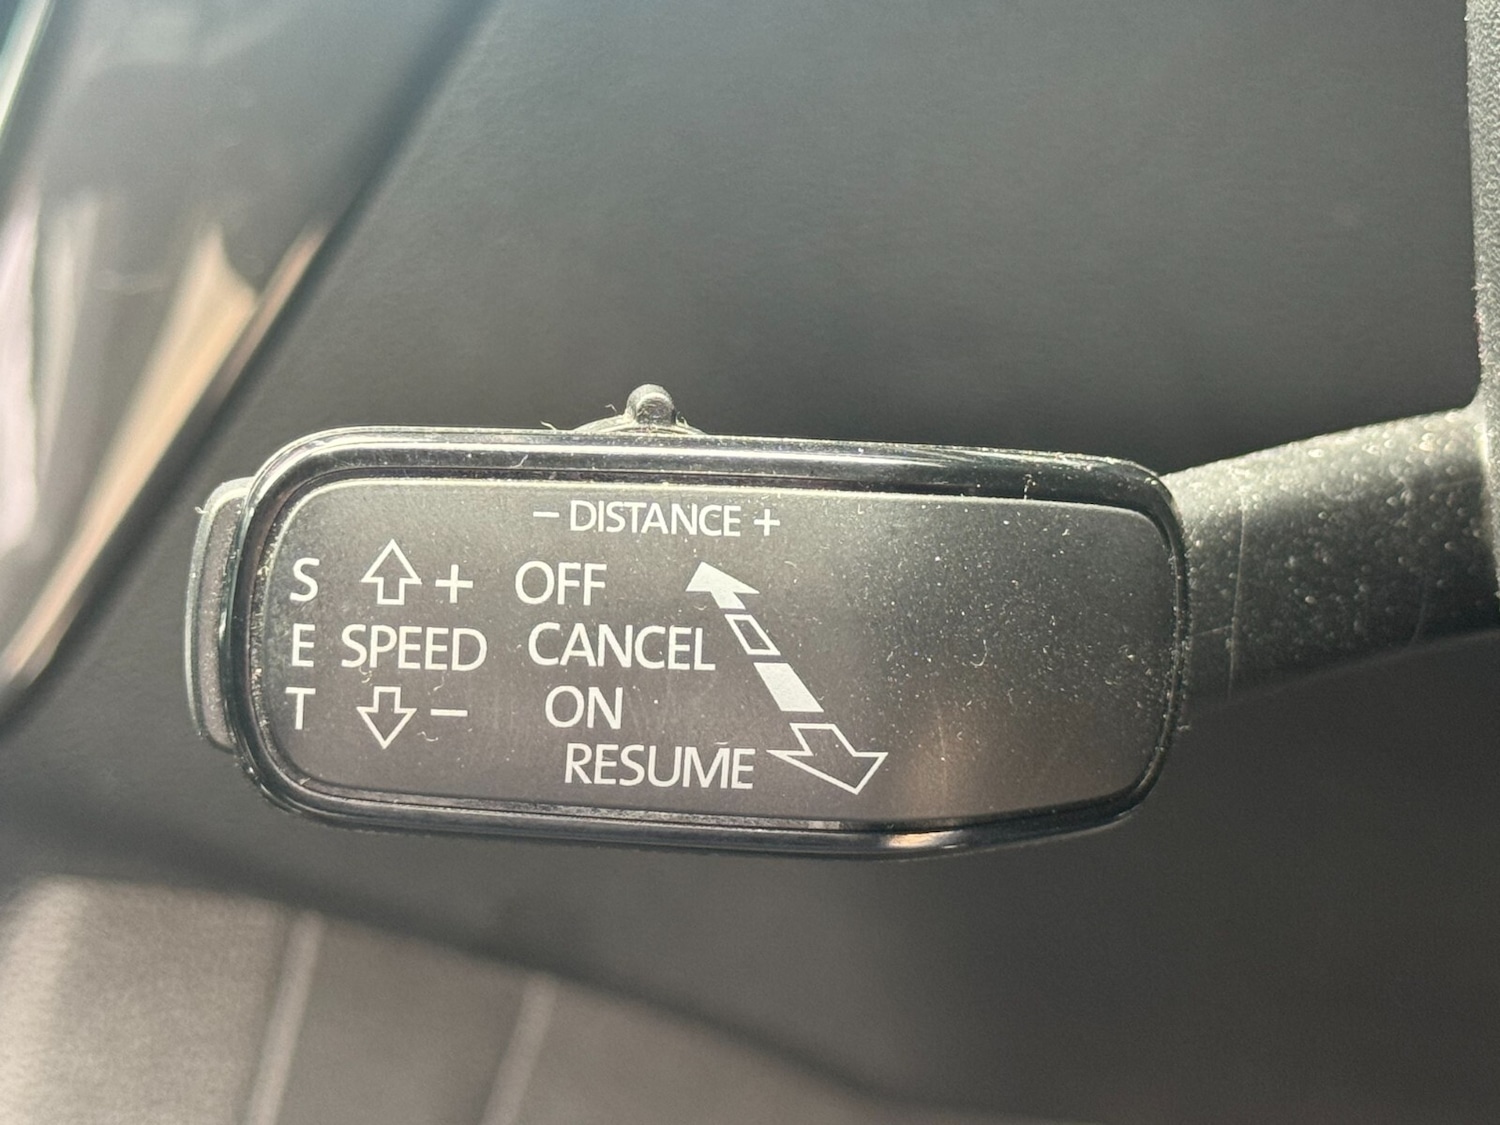 − DISTANCE +
S + OFF
E SPEED CANCEL
T − ON
RESUME